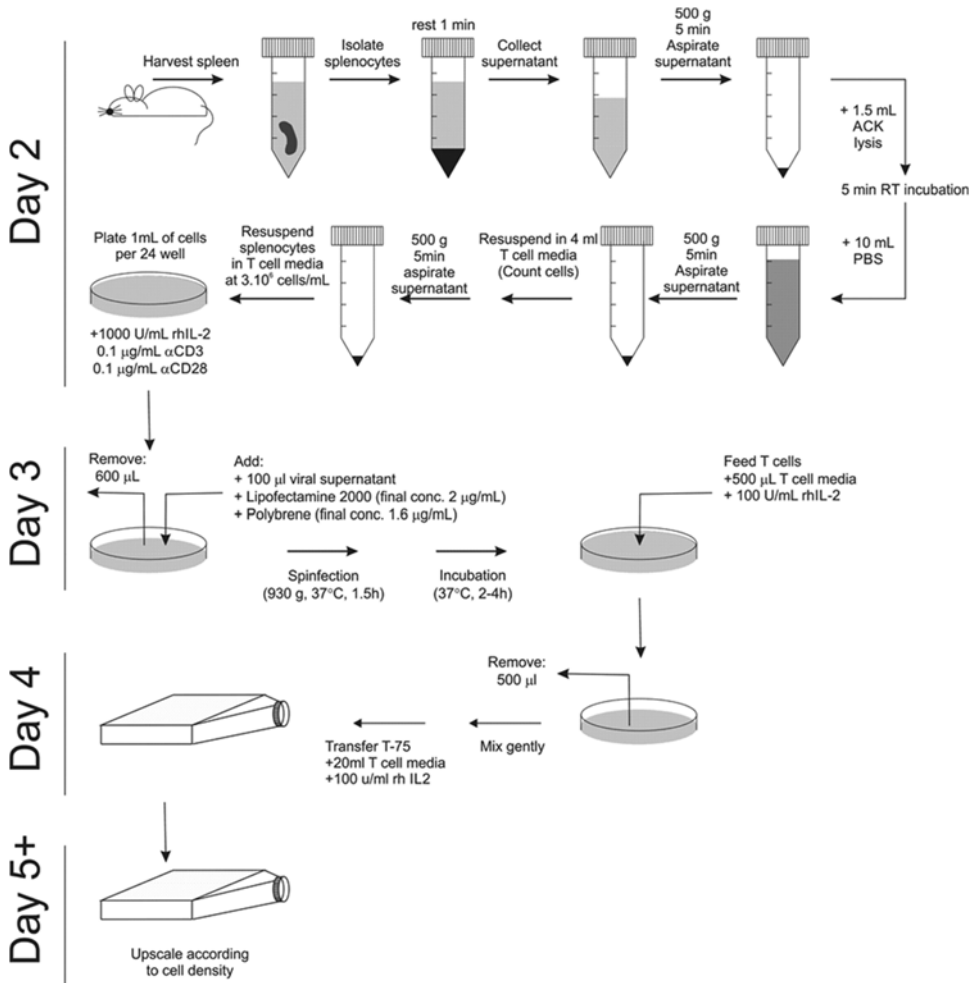 Day 2
Harvest spleen
Isolate
splenocytes
rest 1 min
Collect
supernatant
500 g
5 min
Aspirate
supernatant
+ 1.5 mL
ACK
lysis
5 min RT incubation
+ 10 mL
PBS
500 g
5min
Aspirate
supernatant
Resuspend in 4 ml
T cell media
(Count cells)
500 g
5min
aspirate
supernatant
Resuspend
splenocytes
in T cell media
at 3.10⁶ cells/mL
Plate 1mL of cells
per 24 well
+1000 U/mL rhIL-2
0.1 μg/mL αCD3
0.1 μg/mL αCD28
Day 3
Remove:
600 μL
Add:
+ 100 μl viral supernatant
+ Lipofectamine 2000 (final conc. 2 μg/mL)
+ Polybrene (final conc. 1.6 μg/mL)
Spinfection
(930 g, 37°C, 1.5h)
Incubation
(37°C, 2-4h)
Feed T cells
+500 μL T cell media
+ 100 U/mL rhIL-2
Day 4
Remove:
500 μl
Mix gently
Transfer T-75
+20ml T cell media
+100 u/ml rh IL2
Day 5+
Upscale according
to cell density